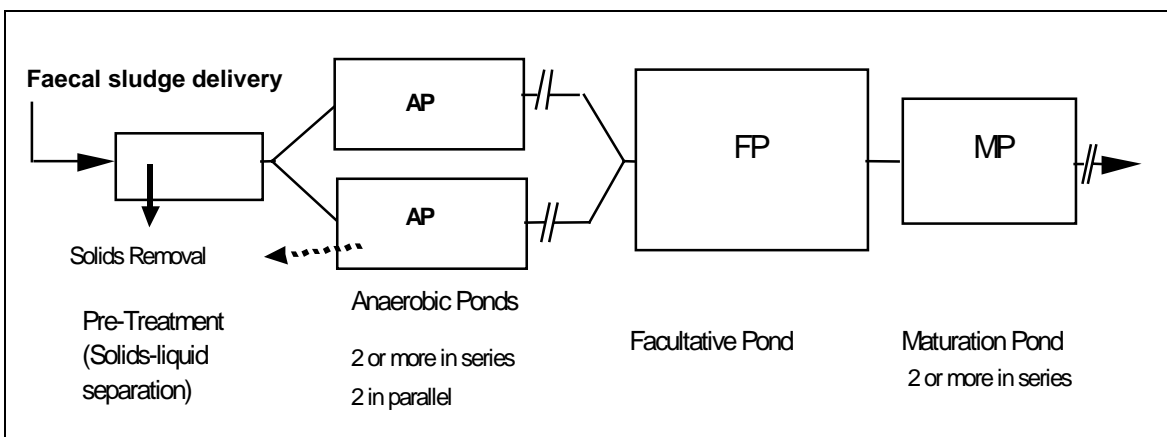 Faecal sludge delivery
AP
FP
MP
AP
Solids Removal
Pre-Treatment
(Solids-liquid
separation)
Anaerobic Ponds
2 or more in series
2 in parallel
Facultative Pond
Maturation Pond
2 or more in series